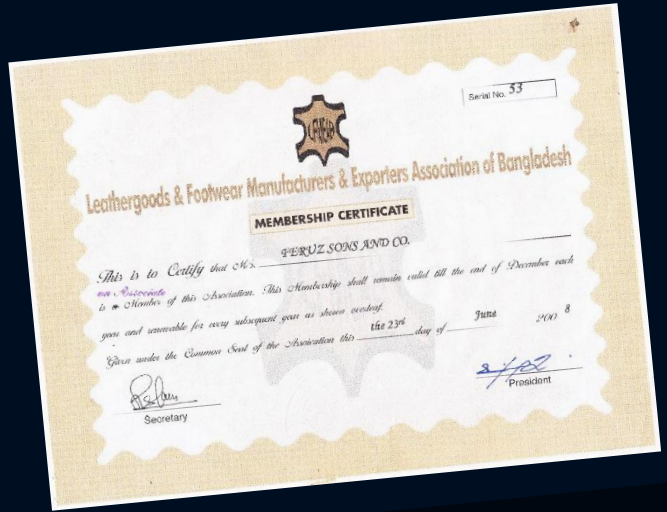 Serial No. 53
LFMEAB
Leathergoods & Footwear Manufacturers & Exporters Association of Bangladesh
MEMBERSHIP CERTIFICATE
This is to Certify that M/s. FERUZ SONS AND CO.
an Associate
is a Member of this Association. This Membership shall remain valid till the end of December each
year and renewable for every subsequent year as shown overleaf.
Given under the Common Seal of the Association this the 23rd day of June 2008
Secretary
President